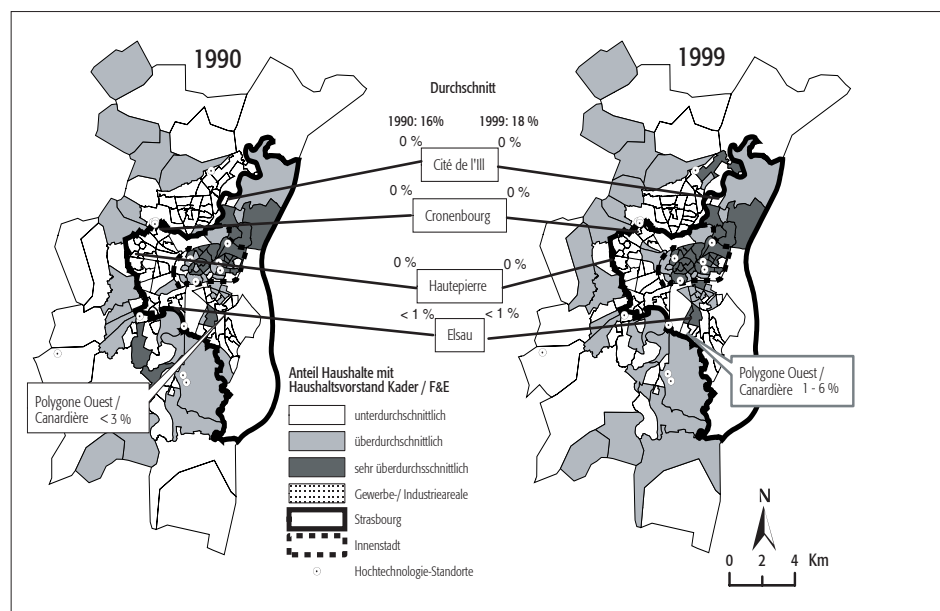 1990
1999
Durchschnitt
1990: 16%
1999: 18 %
0 %
0 %
Cité de l'Ill
0 %
0 %
Cronenbourg
0 %
0 %
Hautepierre
< 1 %
< 1 %
Elsau
Polygone Ouest /
Canardière < 3 %
Polygone Ouest /
Canardière 1 - 6 %
Anteil Haushalte mit
Haushaltsvorstand Kader / F&E
unterdurchschnittlich
überdurchschnittlich
sehr überdurchsschnittlich
Gewerbe-/ Industrieareale
Strasbourg
Innenstadt
Hochtechnologie-Standorte
N
0 2 4 Km